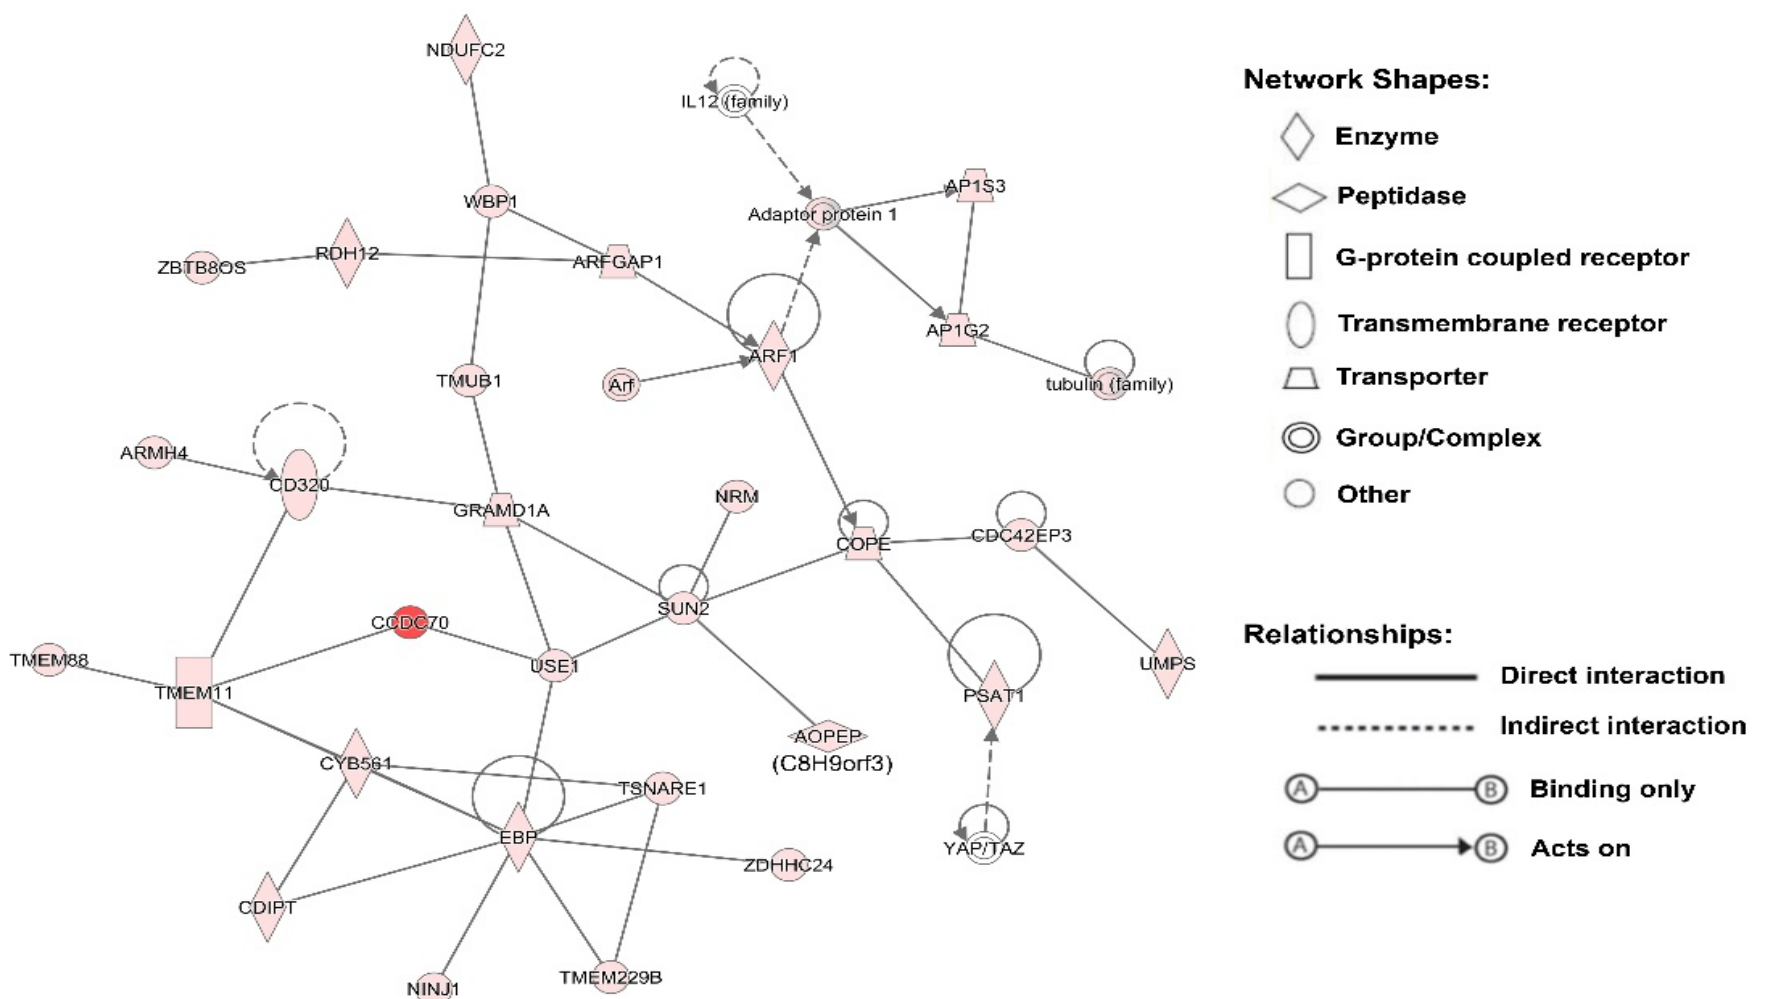 NDUFC2
IL12 (family)
WBP1
Adaptor protein 1
AP1S3
ZBTB8OS
RDH12
ARFGAP1
AP1G2
ARF1
Arf
tubulin (family)
TMUB1
ARMH4
CD320
GRAMD1A
NRM
COPE
CDC42EP3
CCDC70
SUN2
TMEM88
TMEM11
USE1
UMPS
PSAT1
AOPEP
(C8H9orf3)
CYB561
TSNARE1
EBP
YAP/TAZ
ZDHHC24
CDIPT
NINJ1
TMEM229B
Network Shapes:
Enzyme
Peptidase
G-protein coupled receptor
Transmembrane receptor
Transporter
Group/Complex
Other
Relationships:
Direct interaction
Indirect interaction
A B Binding only
A B Acts on